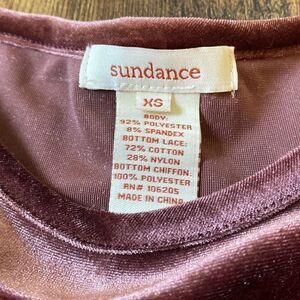 sundance
XS
BODY:
92% POLYESTER
8% SPANDEX
BOTTOM LACE:
72% COTTON
28% NYLON
BOTTOM CHIFFON:
100% POLYESTER
RN# 106205
MADE IN CHINA